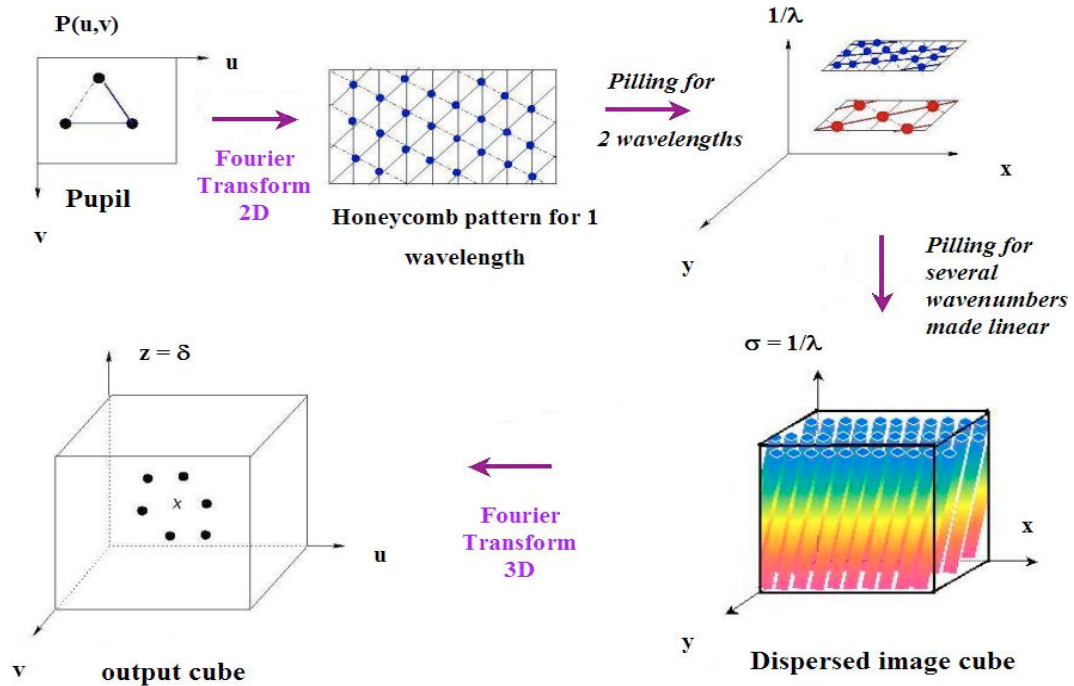 P(u,v)
u
v
Pupil
Fourier
Transform
2D
Honeycomb pattern for 1
wavelength
Pilling for
2 wavelengths
1/λ
x
y
Pilling for
several
wavenumbers
made linear
σ = 1/λ
x
y
Dispersed image cube
Fourier
Transform
3D
z = δ
x
u
v
output cube